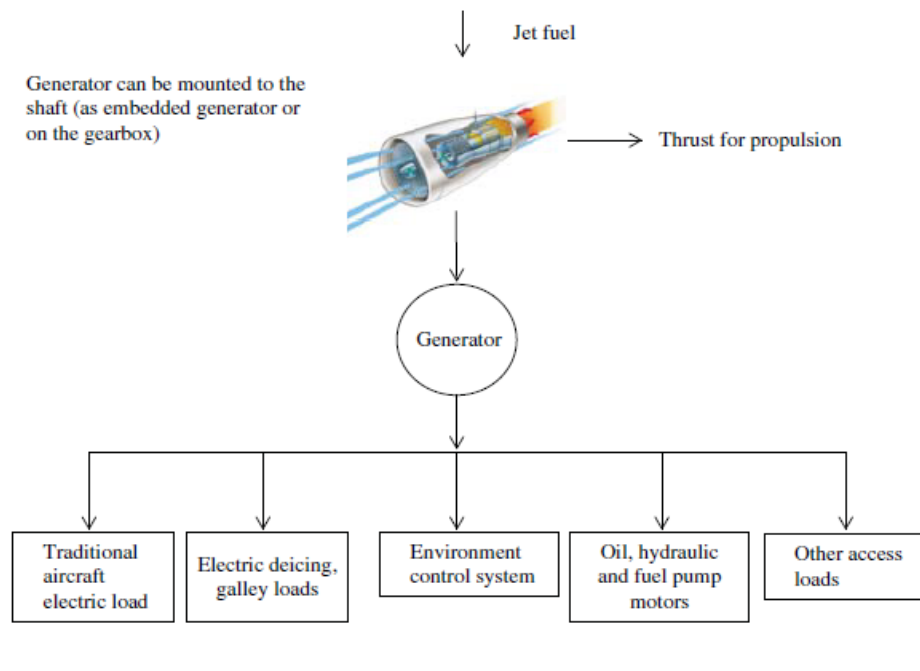 Jet fuel
Generator can be mounted to the
shaft (as embedded generator or
on the gearbox)
Thrust for propulsion
Generator
Traditional
aircraft
electric load
Electric deicing,
galley loads
Environment
control system
Oil, hydraulic
and fuel pump
motors
Other access
loads